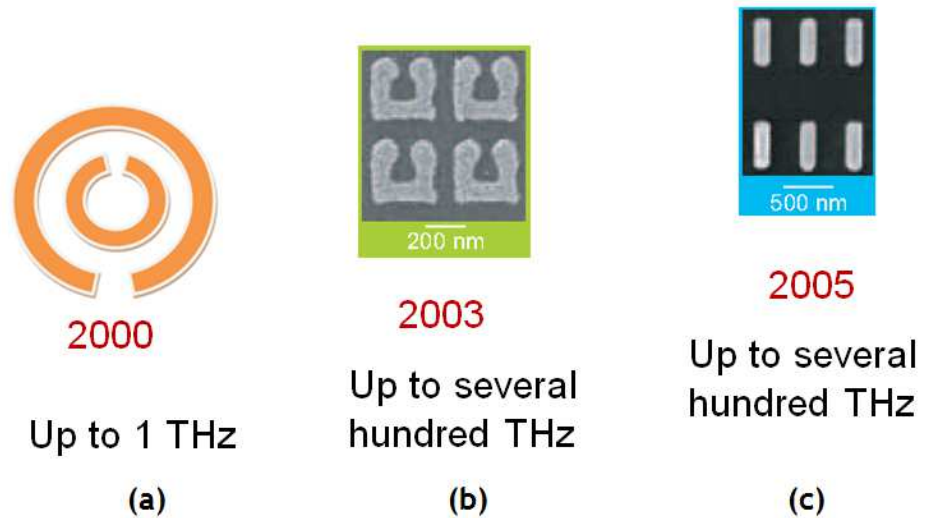 2000
Up to 1 THz
(a)
200 nm
2003
Up to several
hundred THz
(b)
500 nm
2005
Up to several
hundred THz
(c)